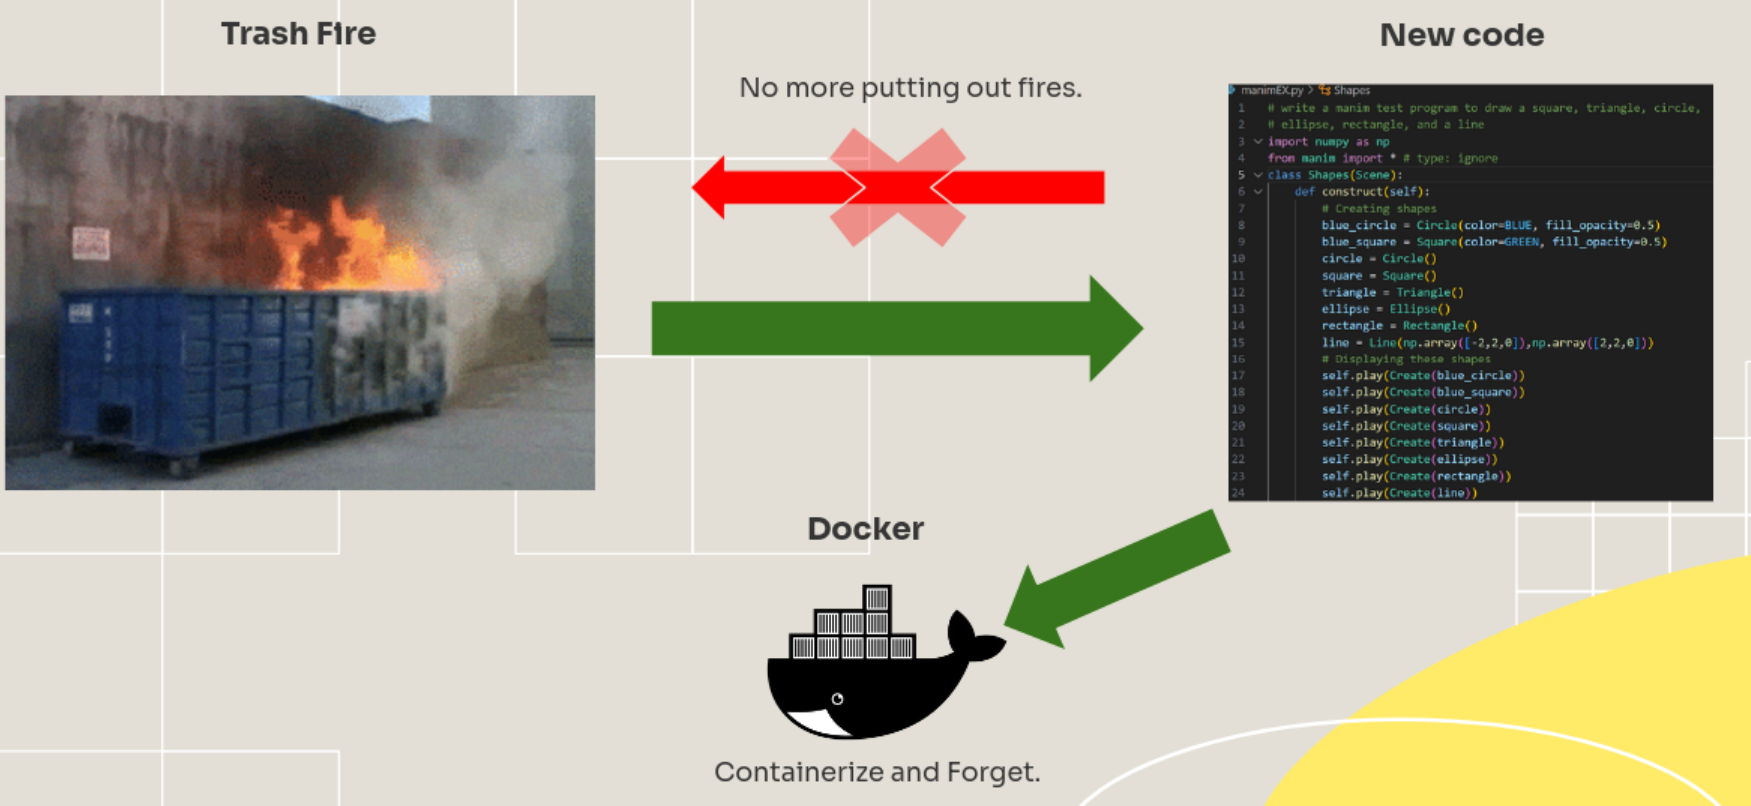 Trash Fire
New code
No more putting out fires.
manimEX.py > Shapes
1 # write a manim test program to draw a square, triangle, circle,
2 # ellipse, rectangle, and a line
3 import numpy as np
4 from manim import * # type: ignore
5 class Shapes(Scene):
6 def construct(self):
7 # Creating shapes
8 blue_circle = Circle(color=BLUE, fill_opacity=0.5)
9 blue_square = Square(color=GREEN, fill_opacity=0.5)
10 circle = Circle()
11 square = Square()
12 triangle = Triangle()
13 ellipse = Ellipse()
14 rectangle = Rectangle()
15 line = Line(np.array([-2,2,0]),np.array([2,2,0]))
16 # Displaying these shapes
17 self.play(Create(blue_circle))
18 self.play(Create(blue_square))
19 self.play(Create(circle))
20 self.play(Create(square))
21 self.play(Create(triangle))
22 self.play(Create(ellipse))
23 self.play(Create(rectangle))
24 self.play(Create(line))
Docker
Containerize and Forget.